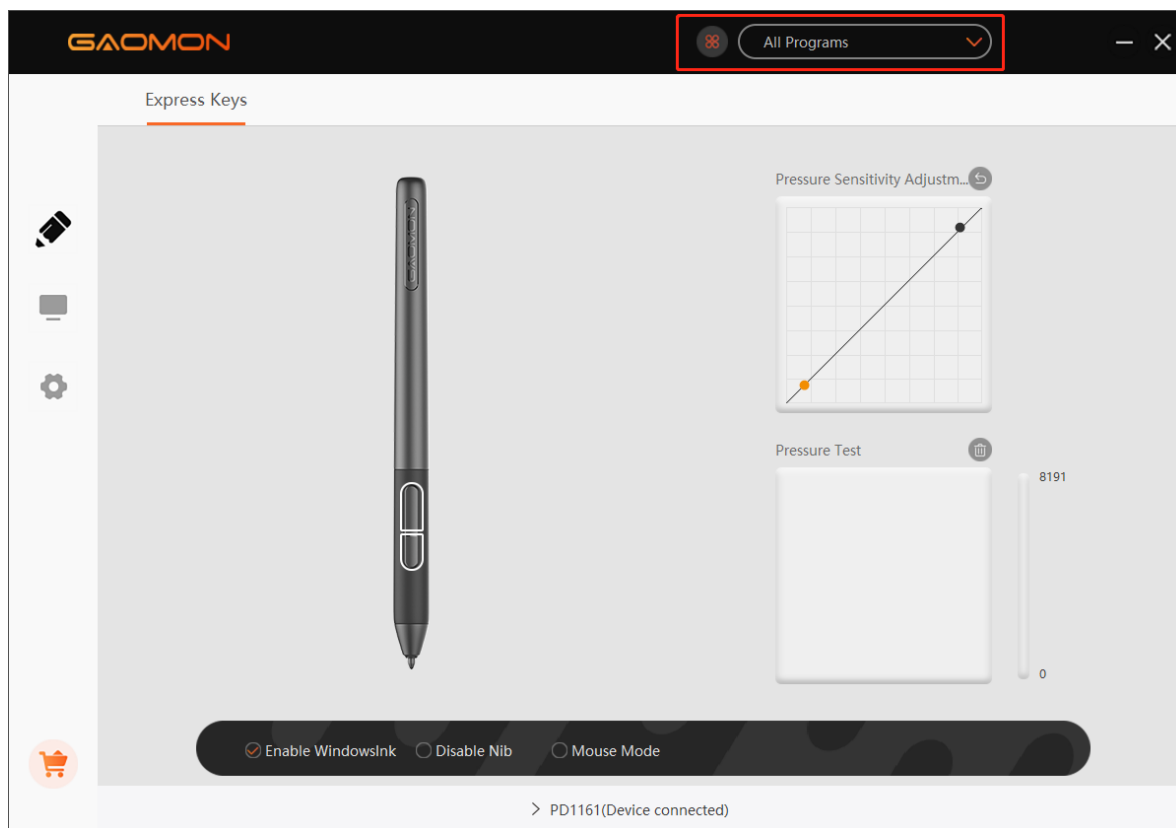 GAOMON
All Programs
Express Keys
Pressure Sensitivity Adjustm...
GAOMON
Pressure Test
8191
0
Enable WindowsInk
Disable Nib
Mouse Mode
PD1161(Device connected)